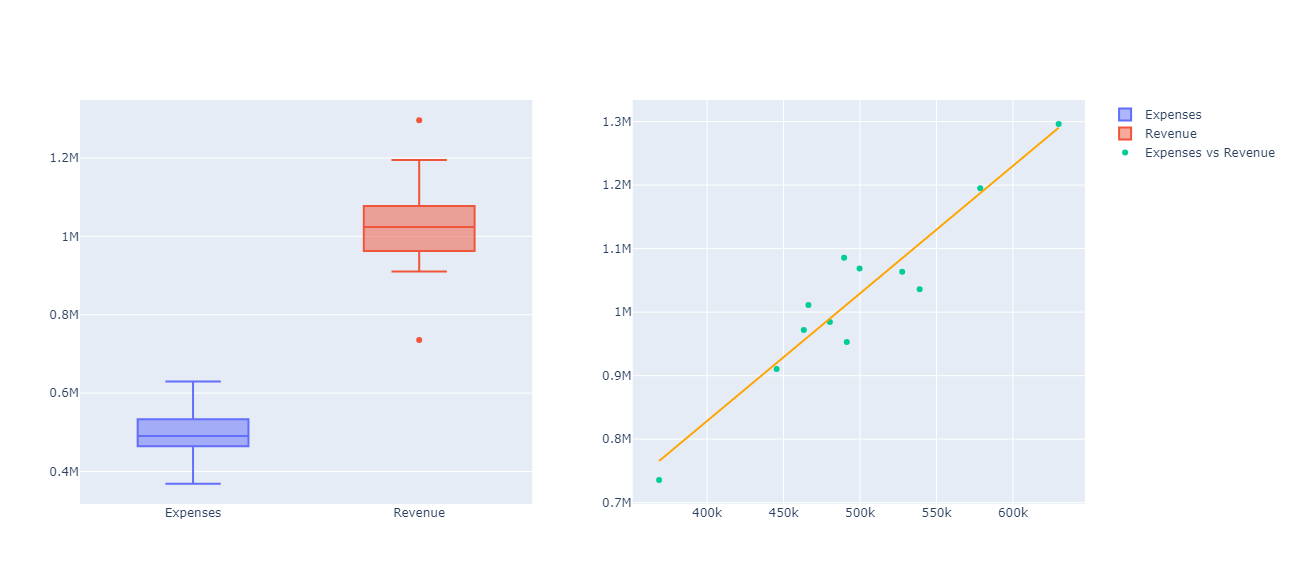 1.2M
1M
0.8M
0.6M
0.4M
Expenses
Revenue
1.3M
1.2M
1.1M
1M
0.9M
0.8M
0.7M
400k
450k
500k
550k
600k
Expenses
Revenue
Expenses vs Revenue